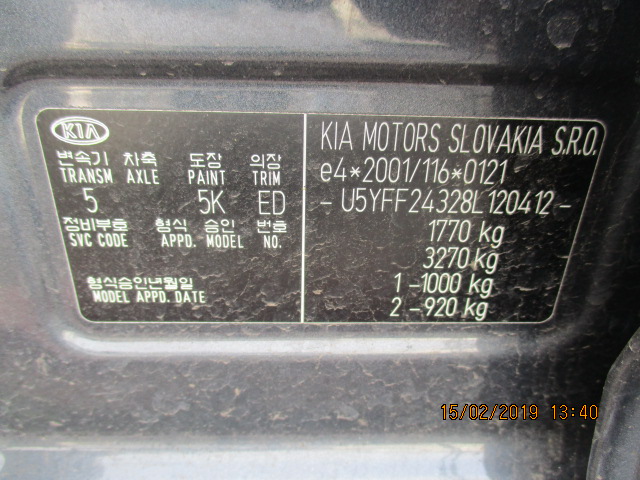 KIA
변속기 차축 도장 의장
TRANSM AXLE PAINT TRIM
5 5K ED
정비부호 형식 승인 번호
SVC CODE APPD. MODEL NO.
형식승인년월일
MODEL APPD. DATE
KIA MOTORS SLOVAKIA S.R.O.
e4*2001/116*0121
- U5YFF24328L120412 -
1770 kg
3270 kg
1 -1000 kg
2 -920 kg
15/02/2019 13:40